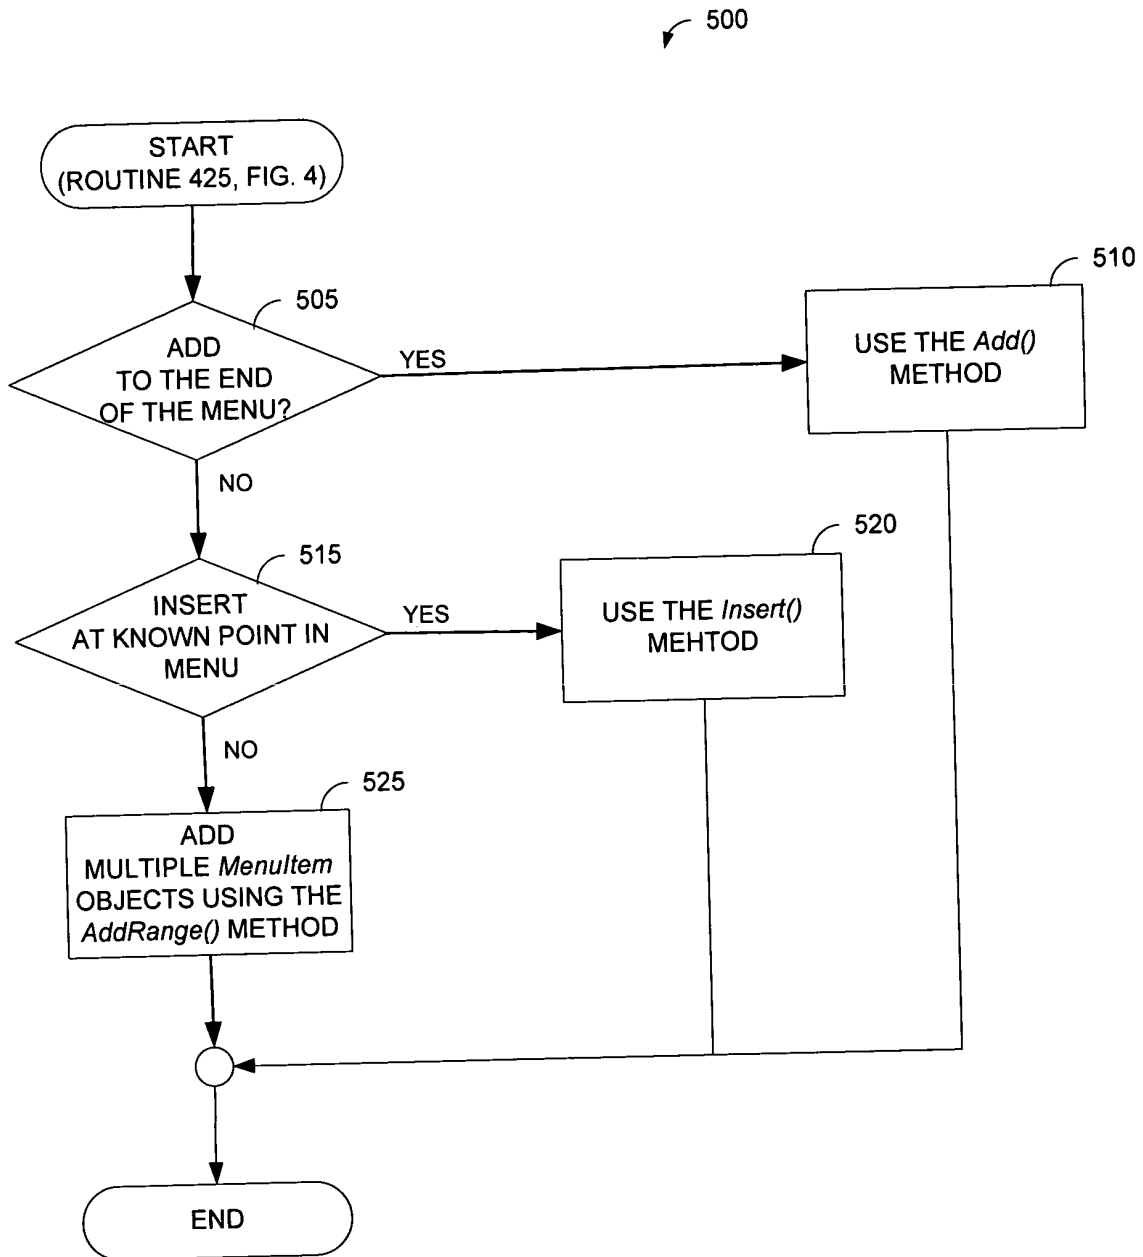 500
START
(ROUTINE 425, FIG. 4)
505
ADD
TO THE END
OF THE MENU?
YES
510
USE THE Add()
METHOD
NO
515
INSERT
AT KNOWN POINT IN
MENU
YES
520
USE THE Insert()
MEHTOD
NO
525
ADD
MULTIPLE MenuItem
OBJECTS USING THE
AddRange() METHOD
END